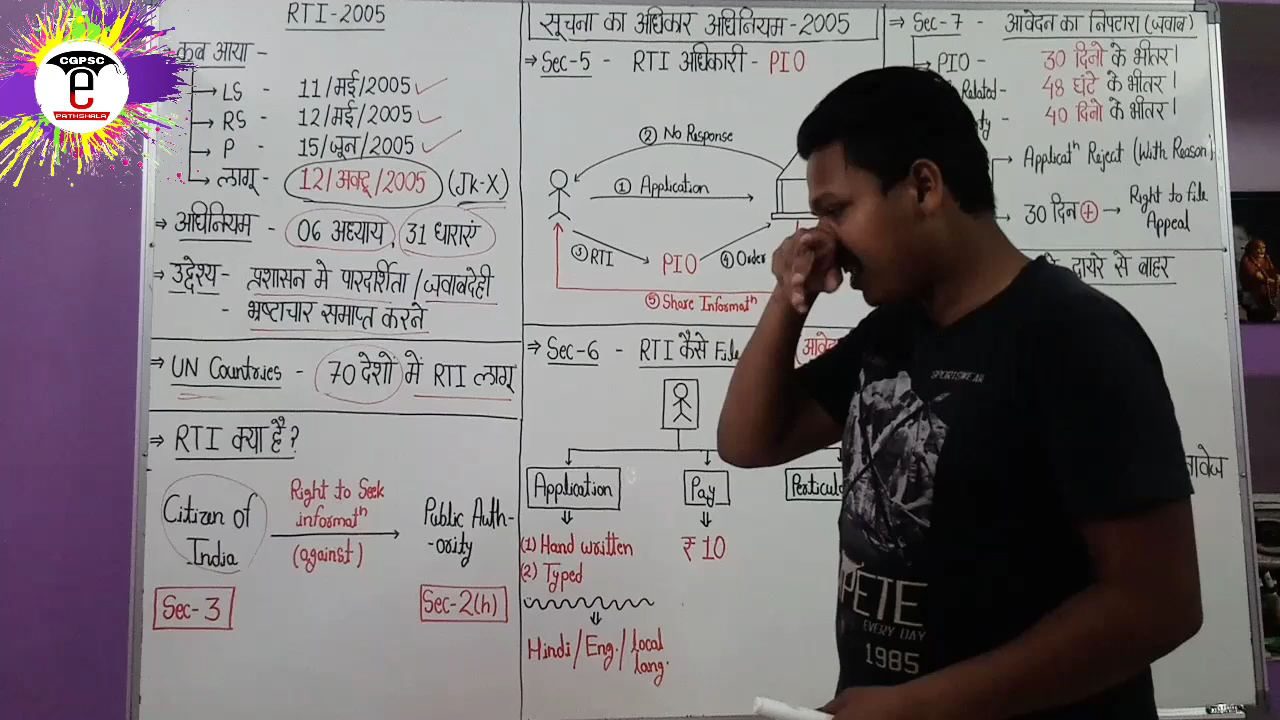 CGPSC
e
PATHSHALA
RTI-2005
कब आया -
LS - 11/मई/2005
RS - 12/मई/2005
P - 15/जून/2005
लागू - 12/अक्टू/2005 (JK-X)
⇒ अधिनियम - 06 अध्याय, 31 धाराएं
⇒ उद्देश्य - प्रशासन मे पारदर्शिता/जवाबदेही
- भ्रष्टाचार समाप्त करने
⇒ UN Countries - 70 देशों में RTI लागू
⇒ RTI क्या है?
Citizen of India
Right to Seek informatⁿ
(against)
Public Auth-
-ority
Sec-3
Sec-2(h)
सूचना का अधिकार अधिनियम-2005
⇒ Sec-5 - RTI अधिकारी - PIO
② No Response
① Application
③ RTI
PIO
④ Order
⑤ Share Informatⁿ
⇒ Sec-6 - RTI कैसे File
Application
Pay
(1) Hand written
₹10
(2) Typed
Hindi/Eng./Local lang.
⇒ Sec-7 - आवेदन का निपटारा (जवाब)
PIO - 30 दिनो के भीतर।
Related - 48 घंटे के भीतर।
40 दिनो के भीतर।
Applicatⁿ Reject (With Reason)
30 दिन + → Right to file
Appeal
दायरे से बाहर
SPORTSWEAR
EVERY DAY
1985